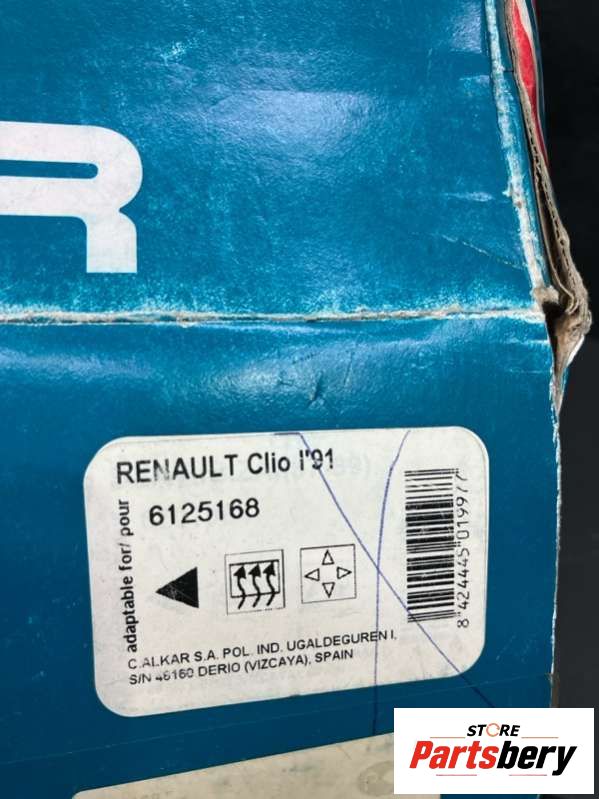 R
RENAULT Clio I'91
adaptable for/ pour
6125168
8 424445 019977
C.ALKAR S.A. POL. IND. UGALDEGUREN I,
S/N 46160 DERIO (VIZCAYA), SPAIN
STORE
Partsbery